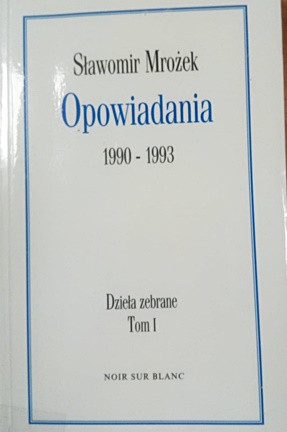 Sławomir Mrożek
Opowiadania
1990 - 1993
Dzieła zebrane
Tom I
NOIR SUR BLANC